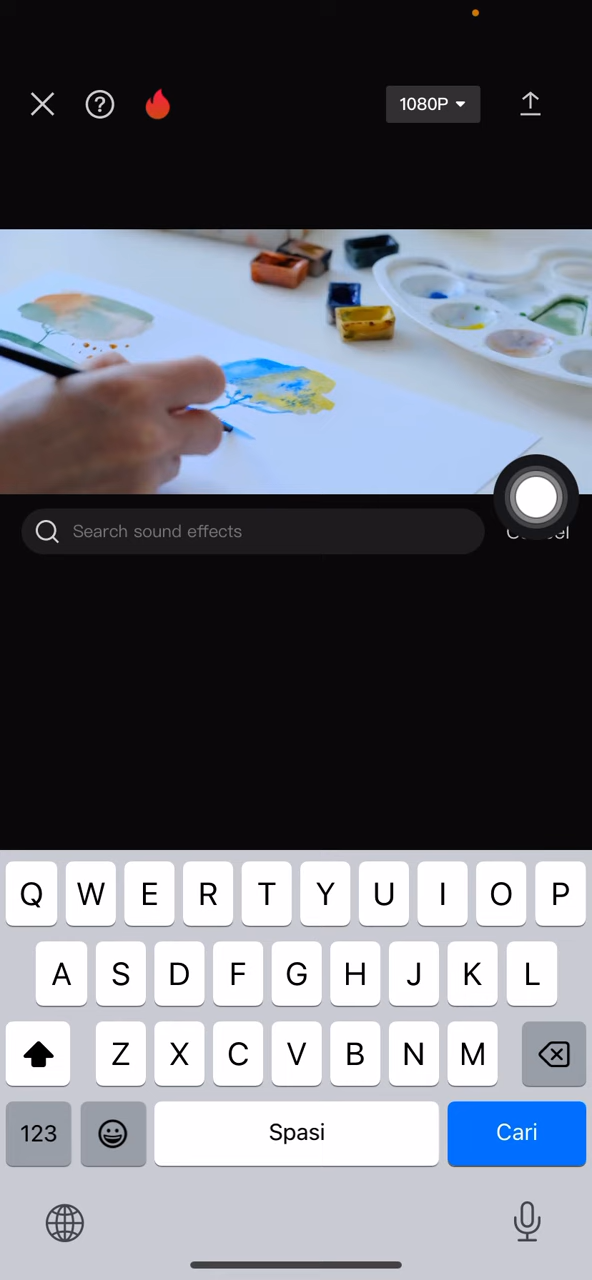 1080P
Search sound effects
Q W E R T Y U I O P
A S D F G H J K L
Z X C V B N M
123 Spasi Cari